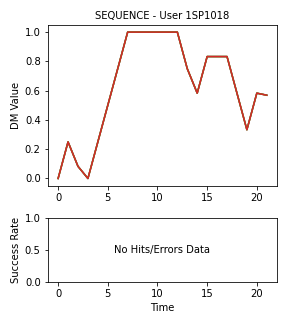 SEQUENCE - User 1SP1018
DM Value
1.0
0.8
0.6
0.4
0.2
0.0
0 5 10 15 20
Success Rate
1.0
0.5
0.0
No Hits/Errors Data
0 5 10 15 20
Time